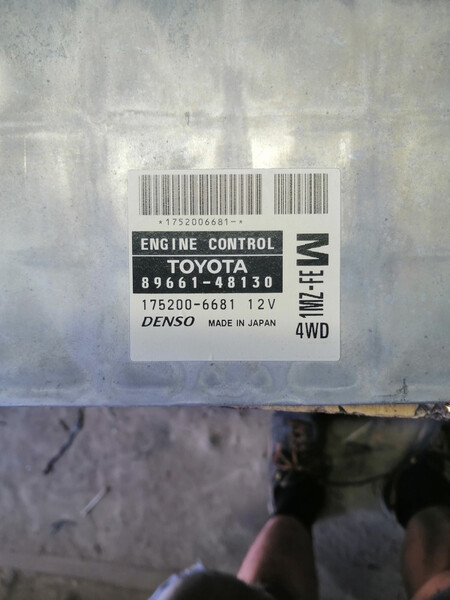 *1752006681-*
ENGINE CONTROL
TOYOTA
89661-48130
175200-6681 12V
DENSO MADE IN JAPAN
M
1MZ-FE
4WD